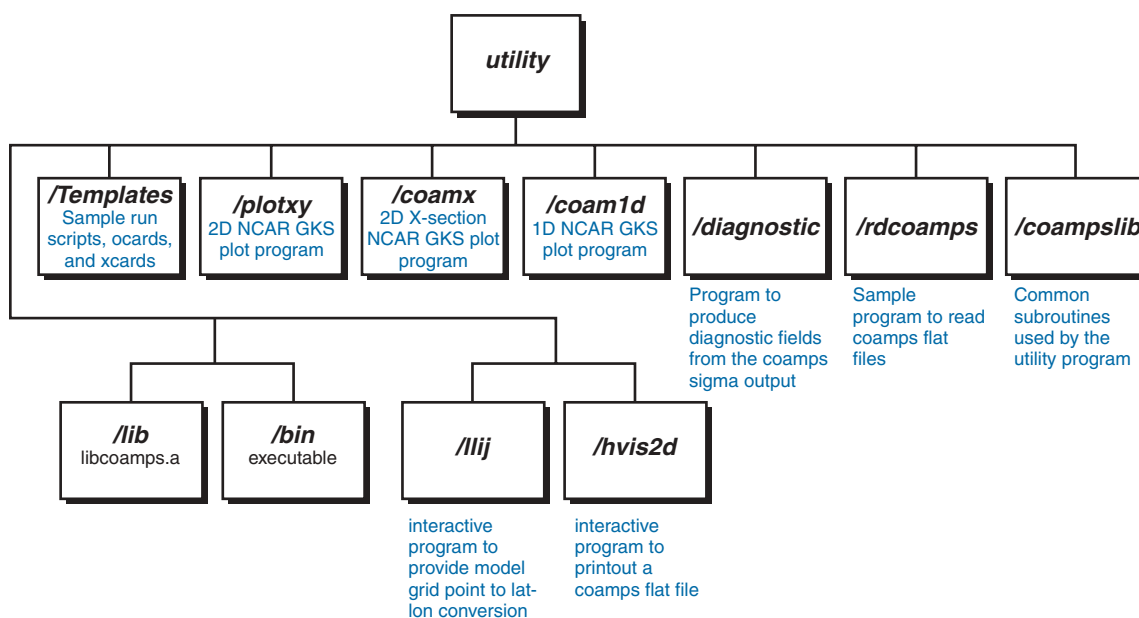 utility
/Templates
Sample run
scripts, ocards,
and xcards
/plotxy
2D NCAR GKS
plot program
/coamx
2D X-section
NCAR GKS plot
program
/coam1d
1D NCAR GKS
plot program
/diagnostic
Program to
produce
diagnostic fields
from the coamps
sigma output
/rdcoamps
Sample
program to read
coamps flat
files
/coampslib
Common
subroutines
used by the
utility program
/lib
libcoamps.a
/bin
executable
/llij
interactive
program to
provide model
grid point to lat-
lon conversion
/hvis2d
interactive
program to
printout a
coamps flat file